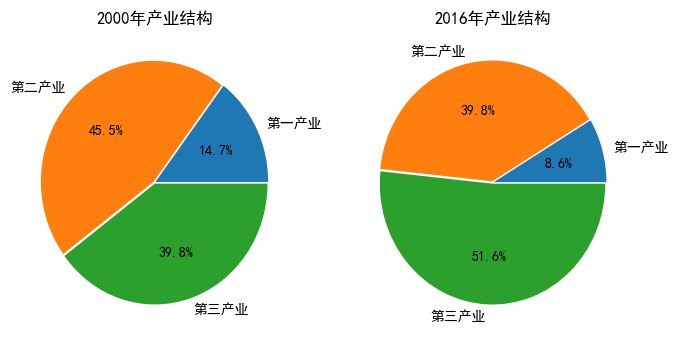 2000年产业结构
第二产业
45.5%
第一产业
14.7%
39.8%
第三产业
2016年产业结构
第二产业
39.8%
第一产业
8.6%
51.6%
第三产业